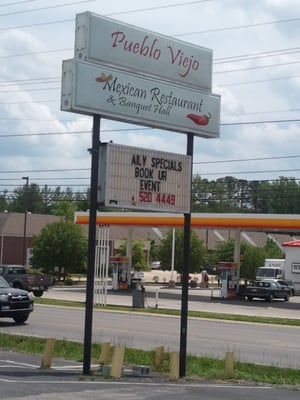 Pueblo Viejo
Mexican Restaurant
& Banquet Hall
AILY SPECIALS
BOOK UR
EVENT
520 4449